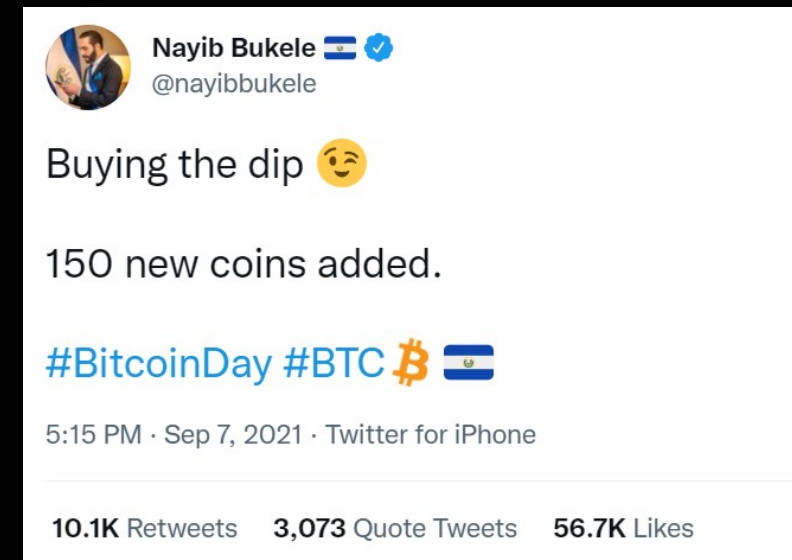 Nayib Bukele 🇸🇻
@nayibbukele
Buying the dip 😉
150 new coins added.
#BitcoinDay #BTC ₿ 🇸🇻
5:15 PM · Sep 7, 2021 · Twitter for iPhone
10.1K Retweets 3,073 Quote Tweets 56.7K Likes